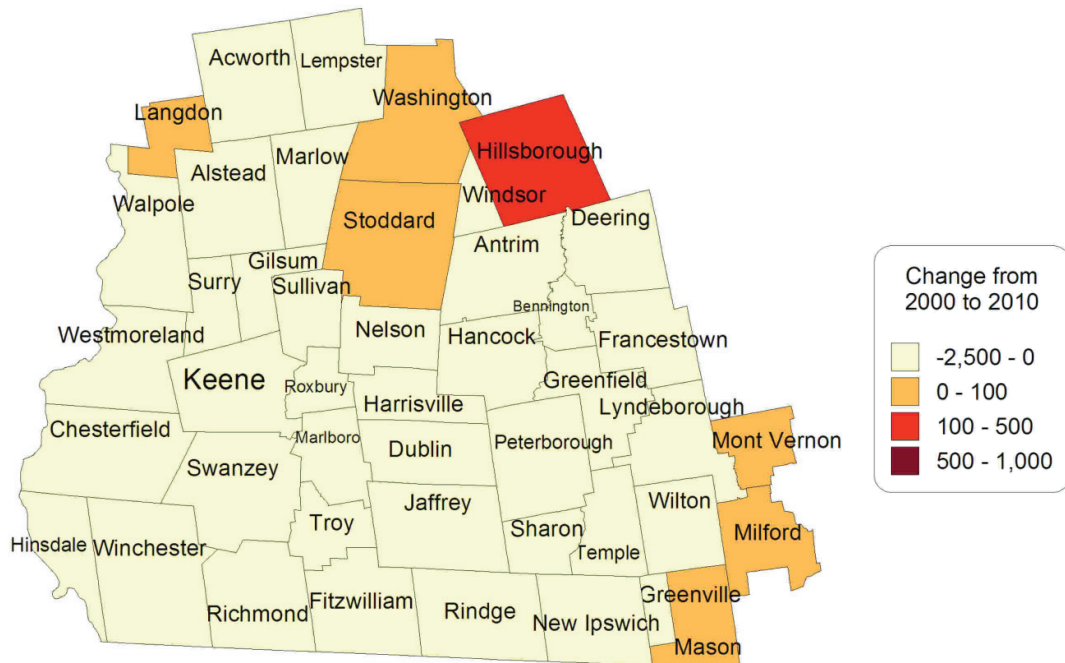 Acworth
Lempster
Washington
Langdon
Hillsborough
Marlow
Alstead
Windsor
Walpole
Stoddard
Deering
Antrim
Gilsum
Surry
Sullivan
Bennington
Westmoreland
Nelson
Hancock
Francestown
Keene
Roxbury
Greenfield
Harrisville
Lyndeborough
Chesterfield
Marlboro
Dublin
Peterborough
Mont Vernon
Swanzey
Jaffrey
Wilton
Troy
Sharon
Milford
Hinsdale
Winchester
Temple
Greenville
Richmond
Fitzwilliam
Rindge
New Ipswich
Mason
Change from
2000 to 2010
-2,500 - 0
0 - 100
100 - 500
500 - 1,000